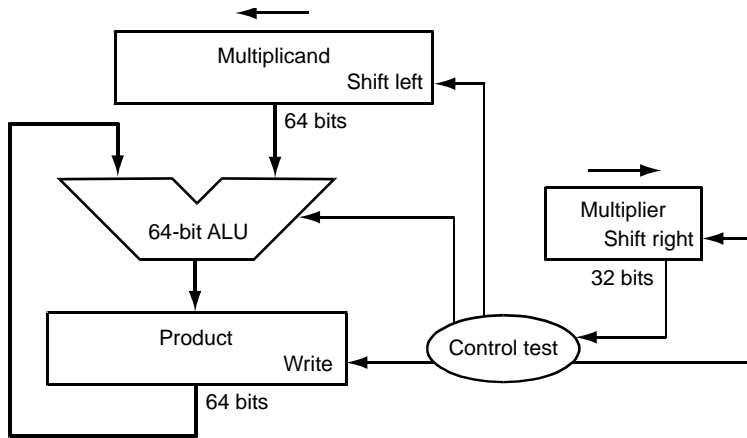 Multiplicand
Shift left
64 bits
64-bit ALU
Multiplier
Shift right
32 bits
Product
Write
Control test
64 bits